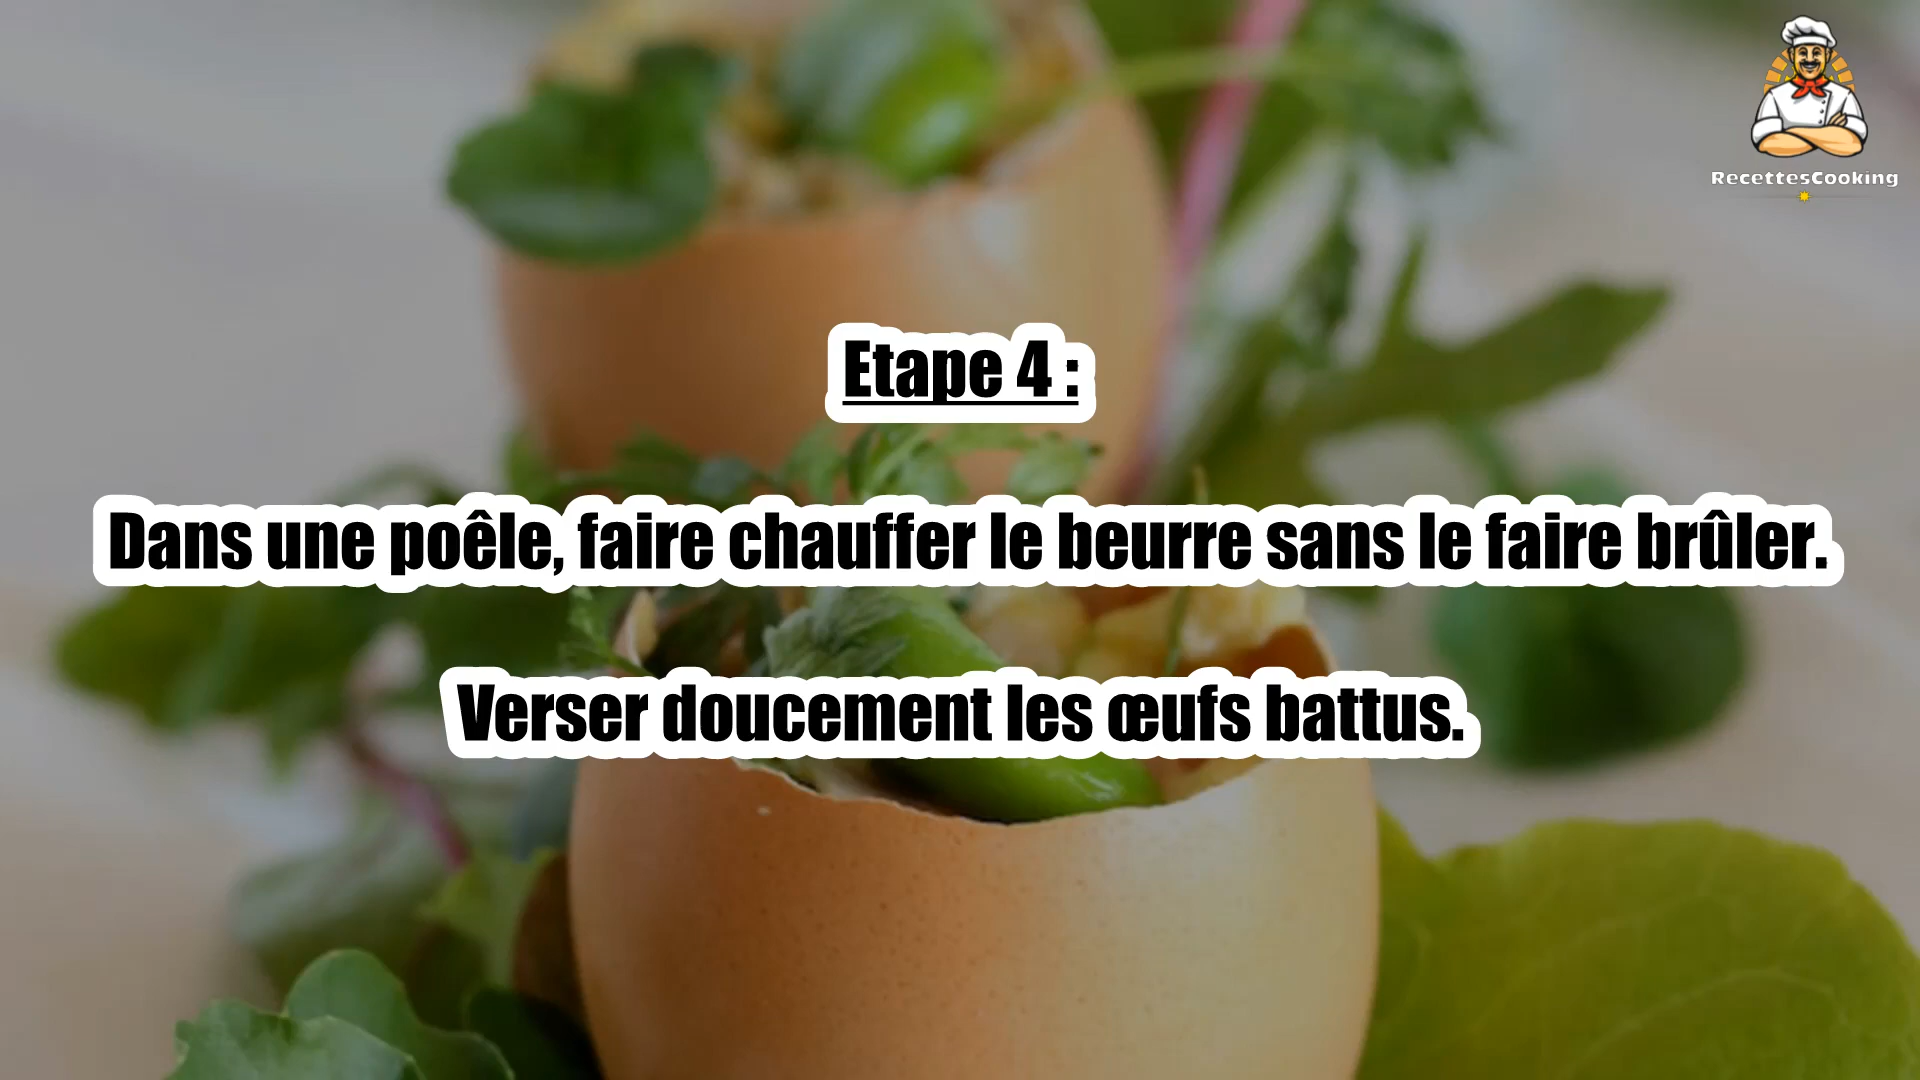 RecettesCooking
Etape 4 :
Dans une poêle, faire chauffer le beurre sans le faire brûler.
Verser doucement les œufs battus.